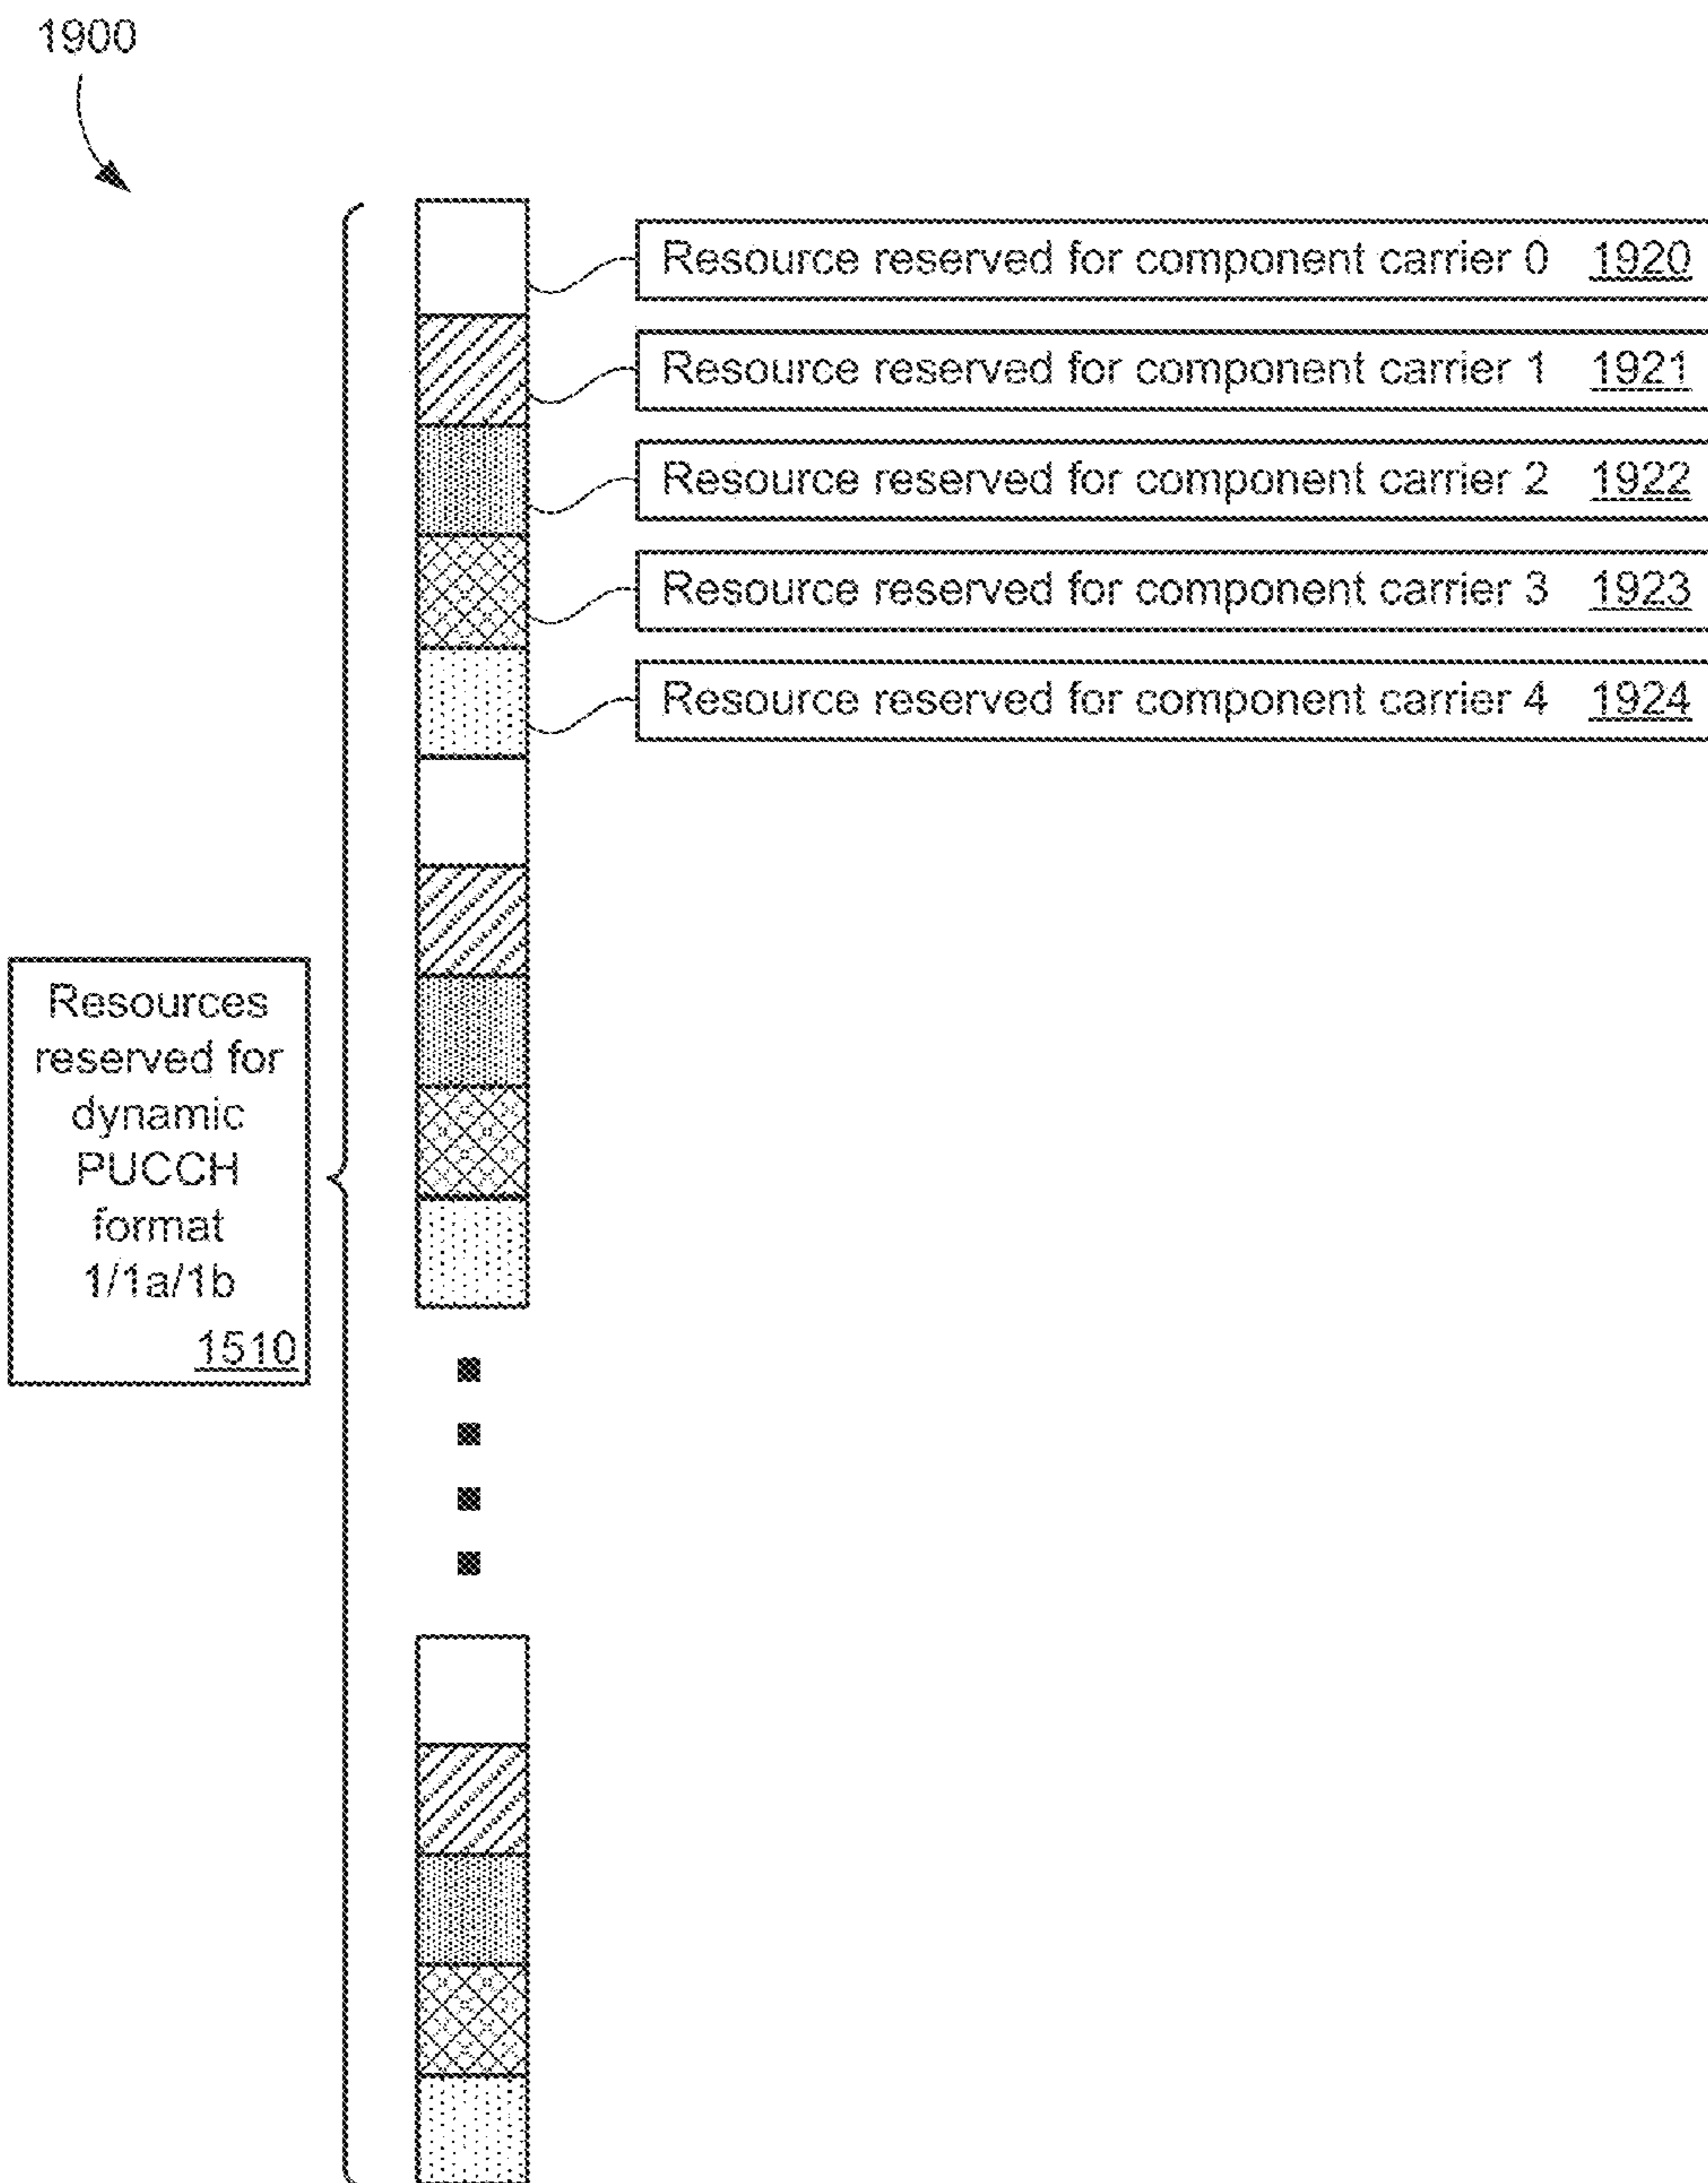 1900
Resource reserved for component carrier 0 1920
Resource reserved for component carrier 1 1921
Resource reserved for component carrier 2 1922
Resource reserved for component carrier 3 1923
Resource reserved for component carrier 4 1924
Resources
reserved for
dynamic
PUCCH
format
1/1a/1b
1510